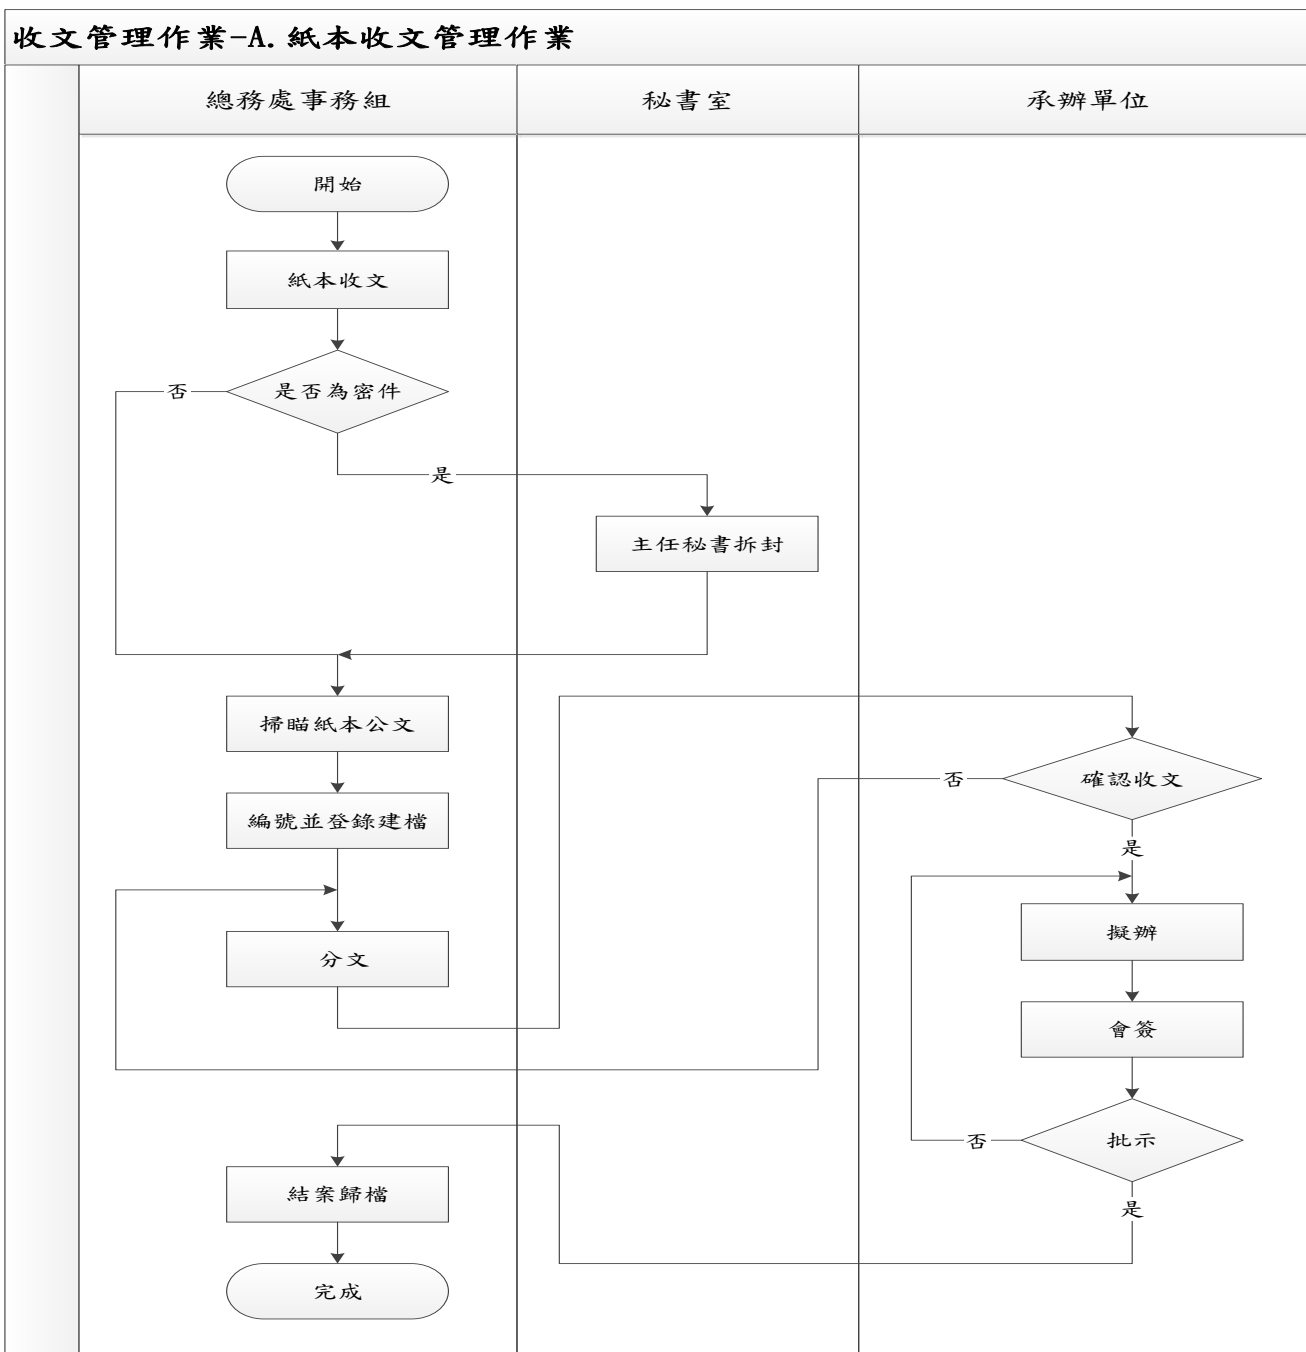 收文管理作業-A.紙本收文管理作業
總務處事務組
秘書室
承辦單位
開始
紙本收文
是否為密件
否
是
主任秘書拆封
掃瞄紙本公文
確認收文
否
編號並登錄建檔
是
擬辦
分文
會簽
批示
否
結案歸檔
是
完成